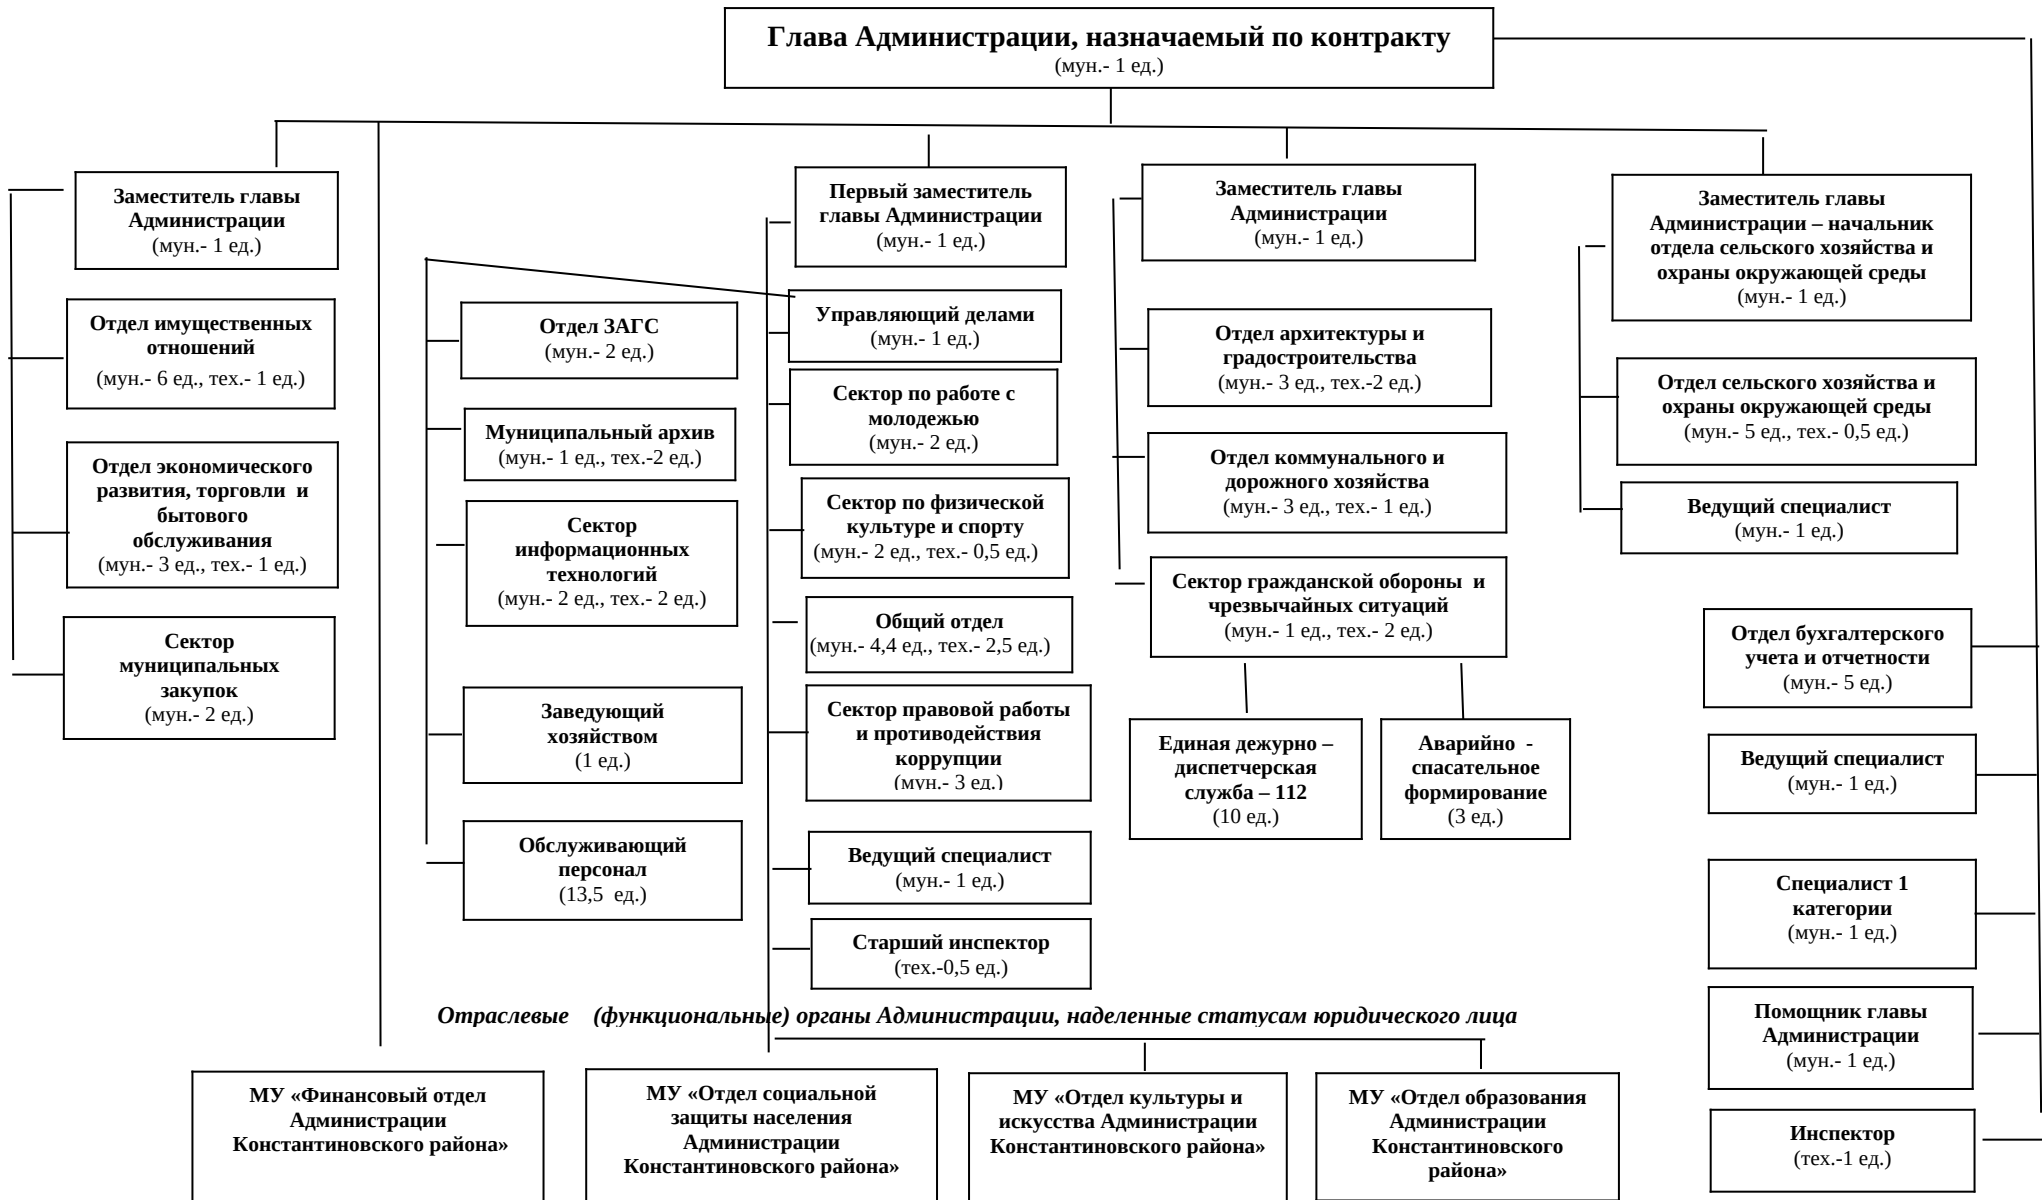 Глава Администрации, назначаемый по контракту
(мун.- 1 ед.)
Заместитель главы
Администрации
(мун.- 1 ед.)
Отдел имущественных
отношений
(мун.- 6 ед., тех.- 1 ед.)
Отдел экономического
развития, торговли  и
бытового
обслуживания
(мун.- 3 ед., тех.- 1 ед.)
Сектор
муниципальных
закупок
(мун.- 2 ед.)
Отдел ЗАГС
(мун.- 2 ед.)
Муниципальный архив
(мун.- 1 ед., тех.-2 ед.)
Сектор
информационных
технологий
(мун.- 2 ед., тех.- 2 ед.)
Заведующий
хозяйством
(1 ед.)
Обслуживающий
персонал
(13,5  ед.)
Первый заместитель
главы Администрации
(мун.- 1 ед.)
Управляющий делами
(мун.- 1 ед.)
Сектор по работе с
молодежью
(мун.- 2 ед.)
Сектор по физической
культуре и спорту
(мун.- 2 ед., тех.- 0,5 ед.)
Общий отдел
(мун.- 4,4 ед., тех.- 2,5 ед.)
Сектор правовой работы
и противодействия
коррупции
(мун.- 3 ед.)
Ведущий специалист
(мун.- 1 ед.)
Старший инспектор
(тех.-0,5 ед.)
Заместитель главы
Администрации
(мун.- 1 ед.)
Отдел архитектуры и
градостроительства
(мун.- 3 ед., тех.-2 ед.)
Отдел коммунального и
дорожного хозяйства
(мун.- 3 ед., тех.- 1 ед.)
Сектор гражданской обороны  и
чрезвычайных ситуаций
(мун.- 1 ед., тех.- 2 ед.)
Единая дежурно –
диспетчерская
служба – 112
(10 ед.)
Аварийно  -
спасательное
формирование
(3 ед.)
Заместитель главы
Администрации – начальник
отдела сельского хозяйства и
охраны окружающей среды
(мун.- 1 ед.)
Отдел сельского хозяйства и
охраны окружающей среды
(мун.- 5 ед., тех.- 0,5 ед.)
Ведущий специалист
(мун.- 1 ед.)
Отдел бухгалтерского
учета и отчетности
(мун.- 5 ед.)
Ведущий специалист
(мун.- 1 ед.)
Специалист 1
категории
(мун.- 1 ед.)
Помощник главы
Администрации
(мун.- 1 ед.)
Инспектор
(тех.-1 ед.)
Отраслевые    (функциональные) органы Администрации, наделенные статусам юридического лица
МУ «Финансовый отдел
Администрации
Константиновского района»
МУ «Отдел социальной
защиты населения
Администрации
Константиновского района»
МУ «Отдел культуры и
искусства Администрации
Константиновского района»
МУ «Отдел образования
Администрации
Константиновского
района»